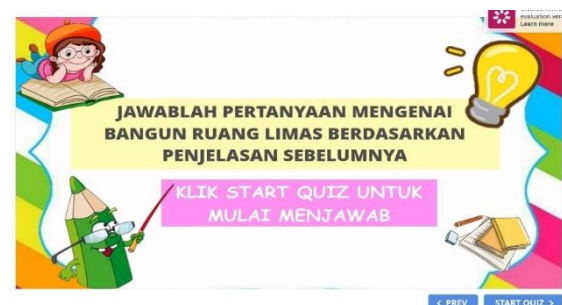 evaluation vers
Learn more
JAWABLAH PERTANYAAN MENGENAI
BANGUN RUANG LIMAS BERDASARKAN
PENJELASAN SEBELUMNYA
KLIK START QUIZ UNTUK
MULAI MENJAWAB
< PREV
START QUIZ >